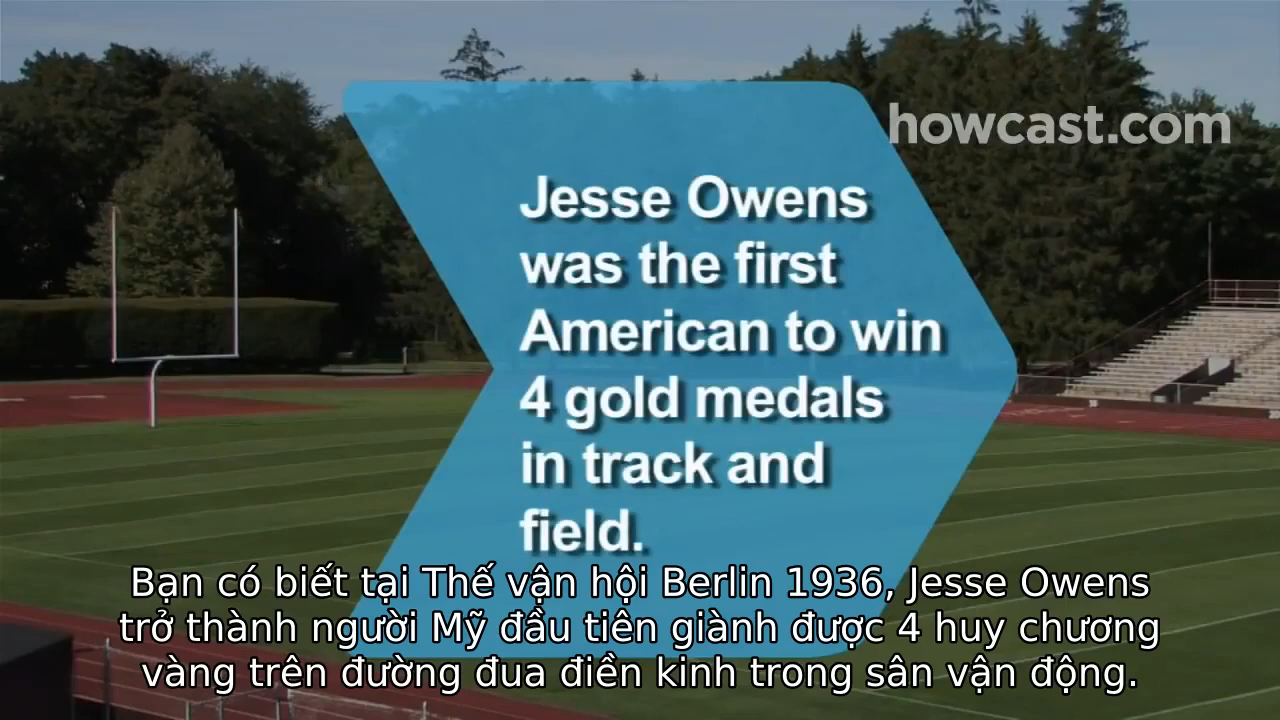 howcast.com
Jesse Owens
was the first
American to win
4 gold medals
in track and
field.
Bạn có biết tại Thế vận hội Berlin 1936, Jesse Owens
trở thành người Mỹ đầu tiên giành được 4 huy chương
vàng trên đường đua điền kinh trong sân vận động.